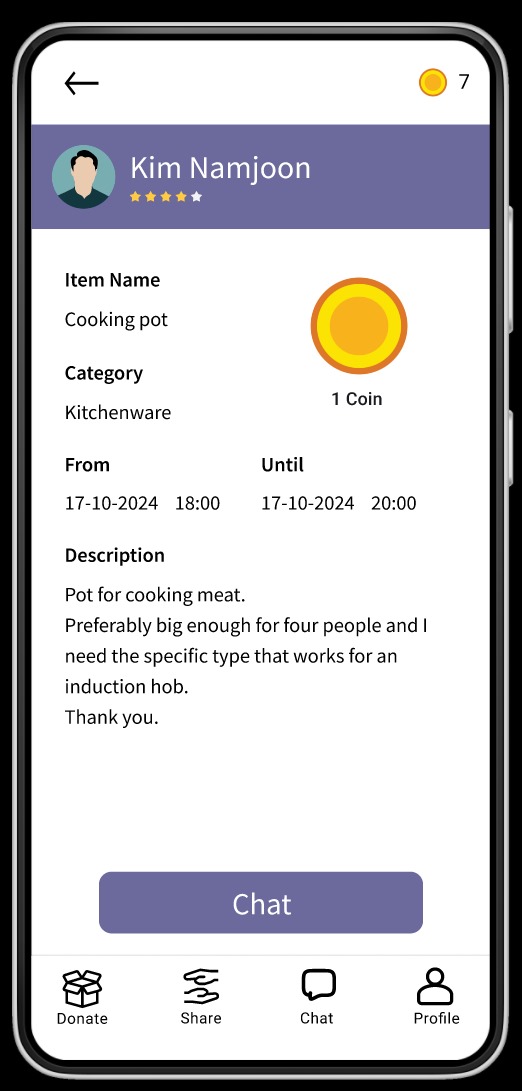 7
Kim Namjoon
Item Name
Cooking pot
1 Coin
Category
Kitchenware
From
Until
17-10-2024 18:00
17-10-2024 20:00
Description
Pot for cooking meat.
Preferably big enough for four people and I
need the specific type that works for an
induction hob.
Thank you.
Chat
Donate
Share
Chat
Profile